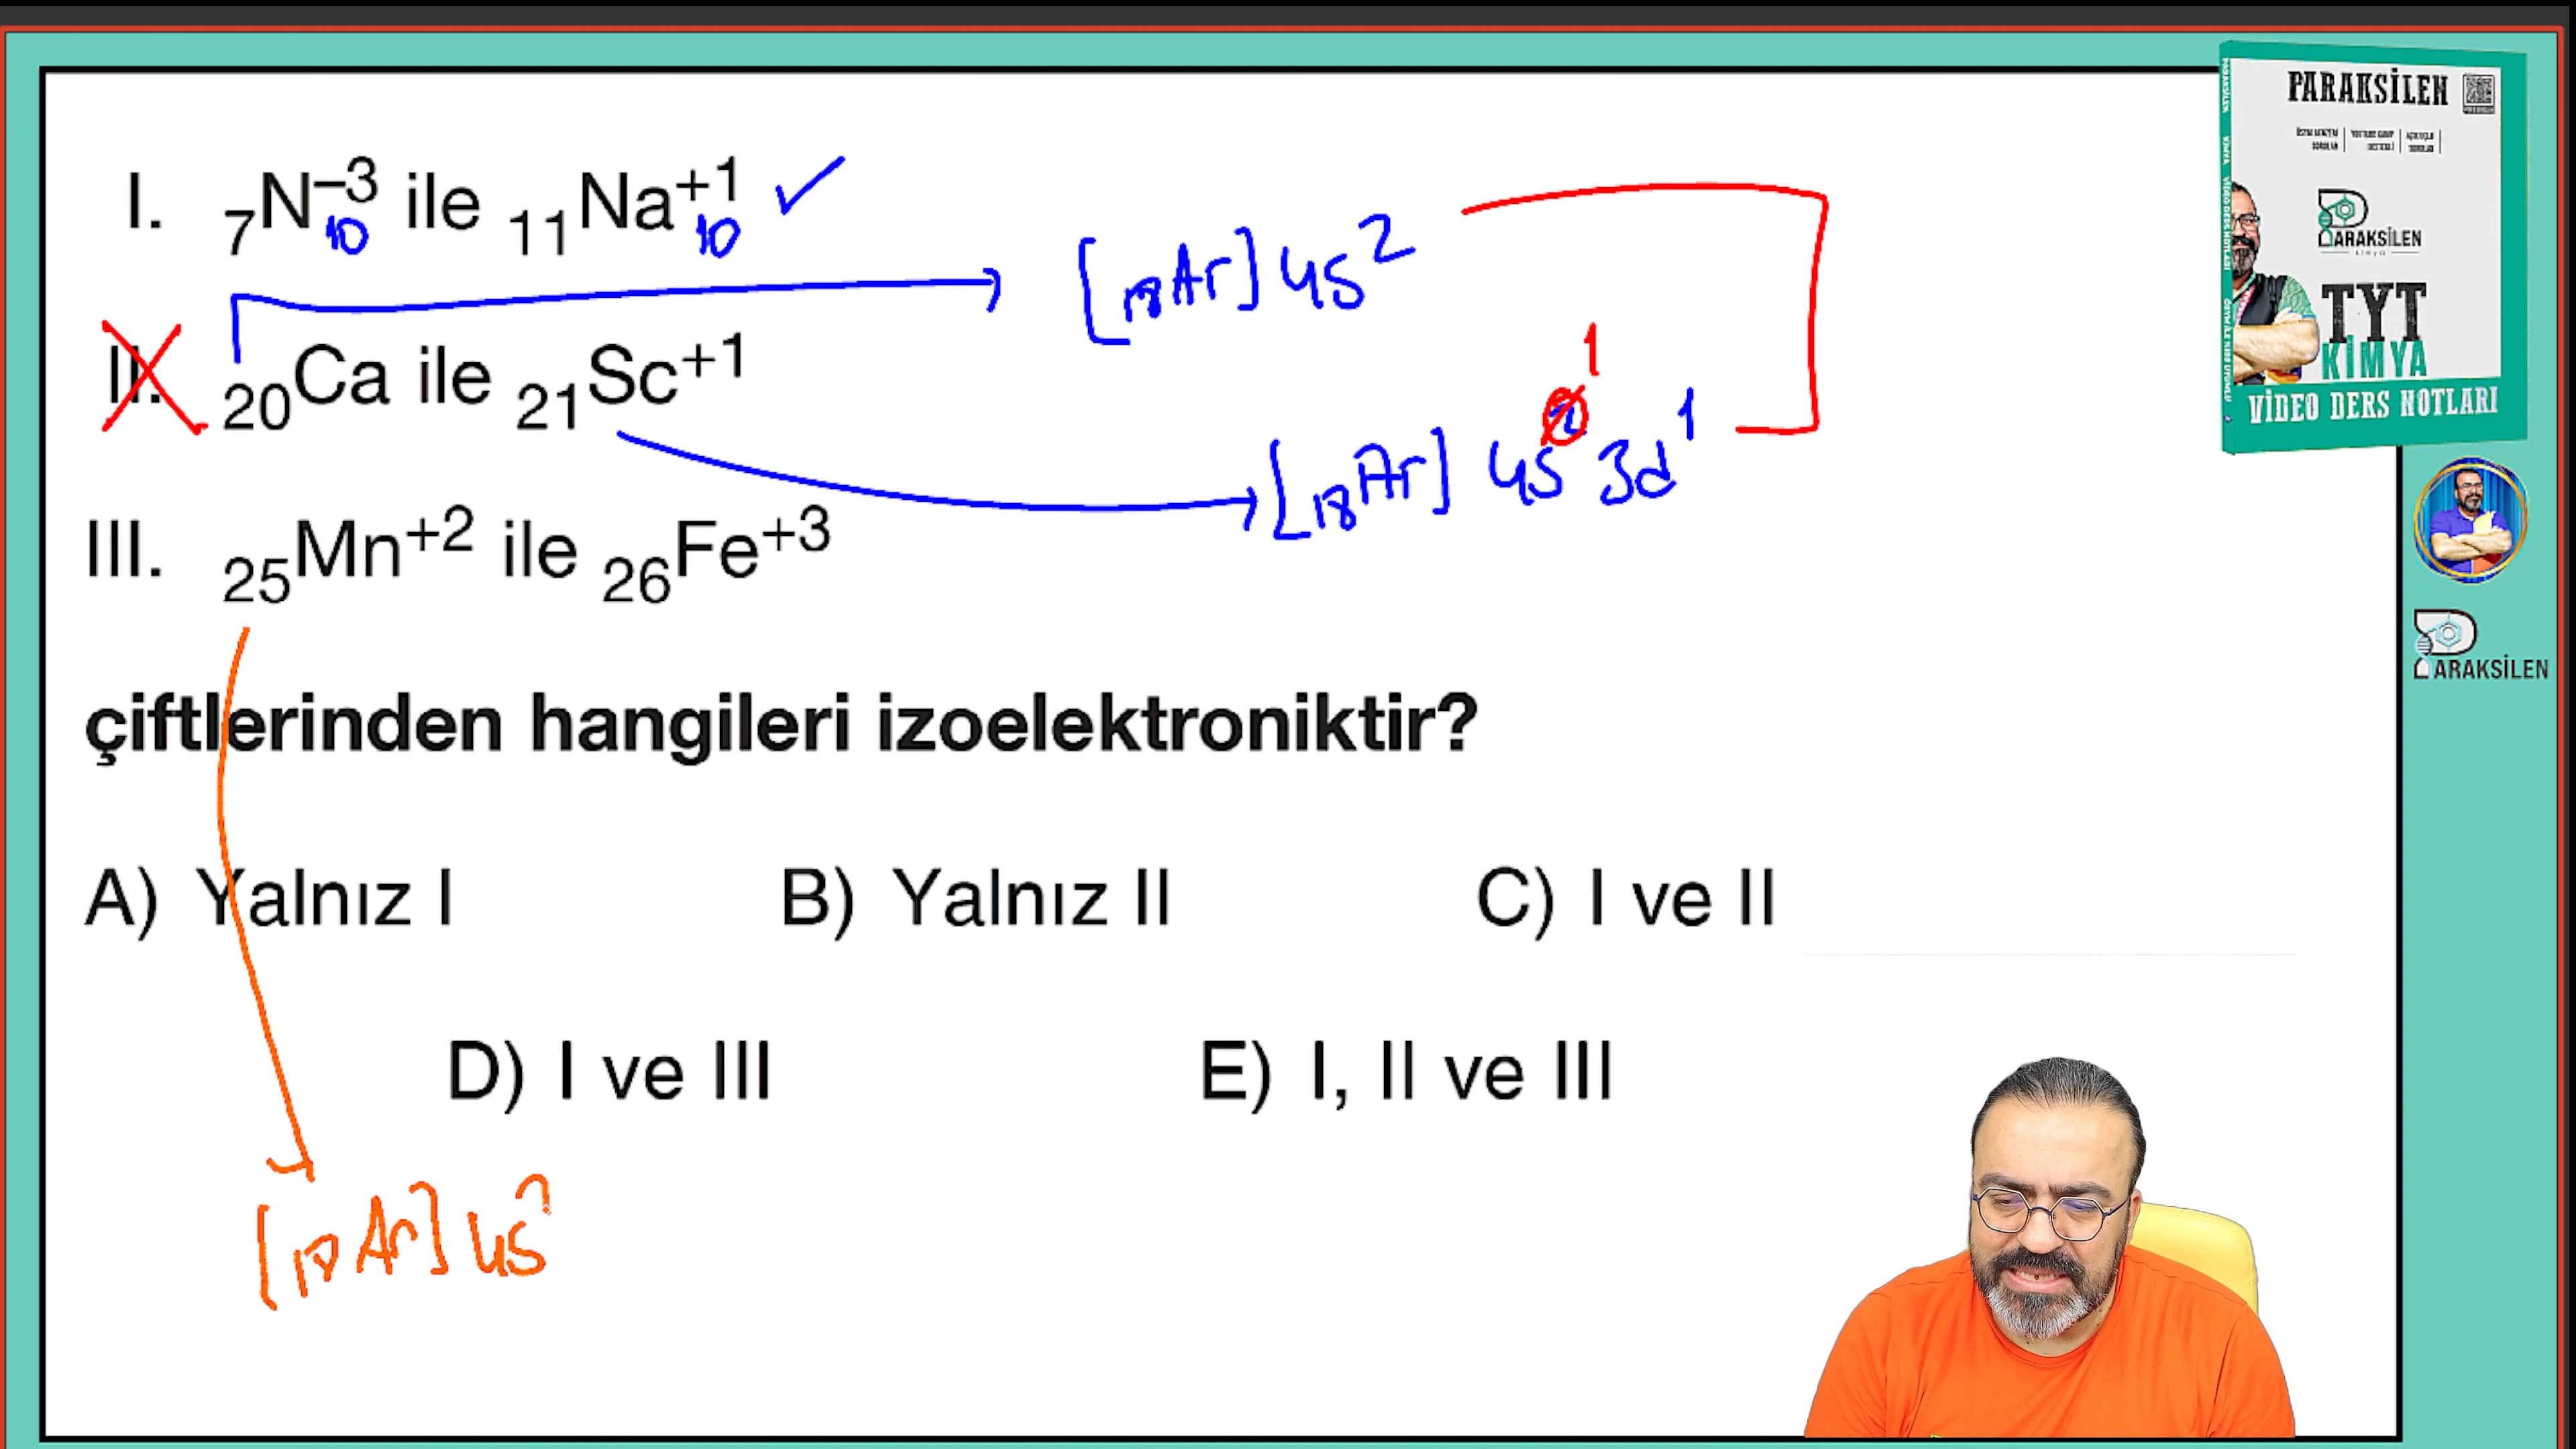 I. ₇N⁻³ ile ₁₁Na⁺¹ ✓
10 10
[₁₈Ar] 4s²
II. ₂₀Ca ile ₂₁Sc⁺¹
1
[₁₈Ar] 4s² 3d¹
III. ₂₅Mn⁺² ile ₂₆Fe⁺³
çiftlerinden hangileri izoelektroniktir?
A) Yalnız I B) Yalnız II C) I ve II
D) I ve III E) I, II ve III
[₁₈Ar] 4s
PARAKSİLEN
PARAKSİLEN
kimya
TYT
KİMYA
VİDEO DERS NOTLARI
PARAKSİLEN